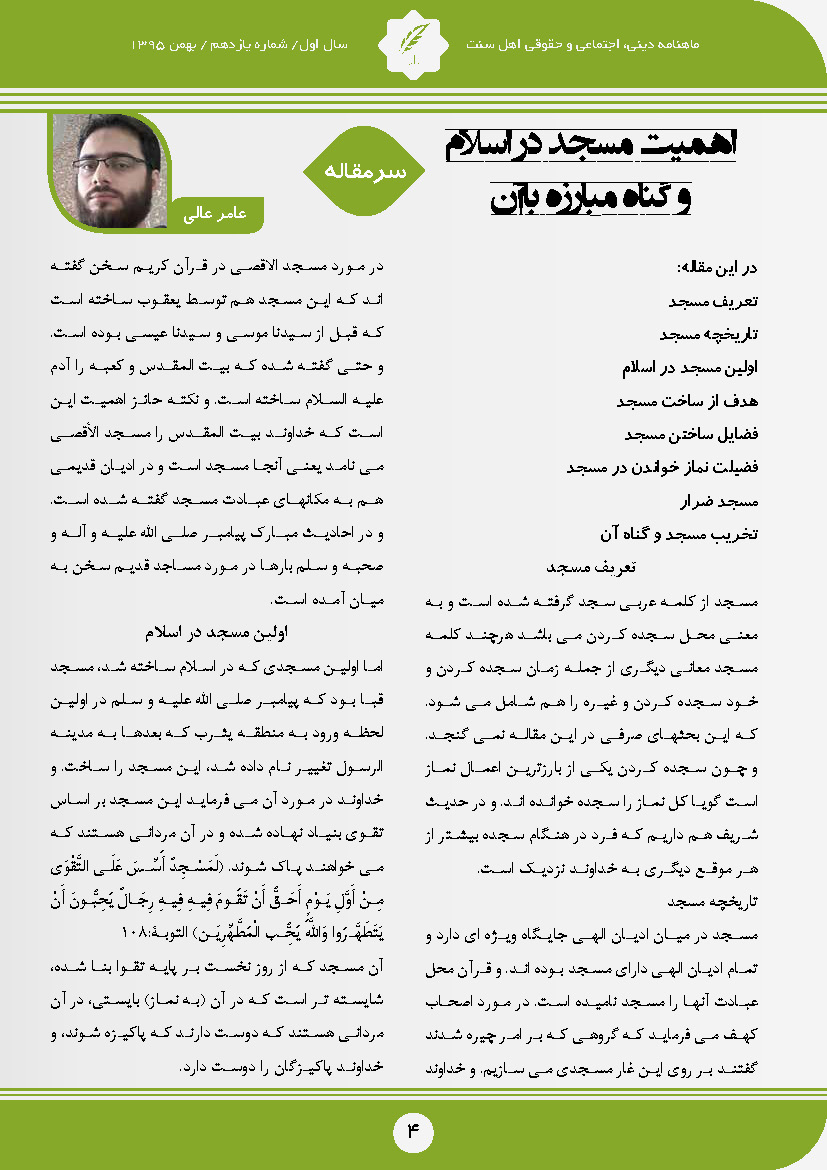 ماهنامه دینی، اجتماعی و حقوقی اهل سنت
سال اول/ شماره یازدهم / بهمن ۱۳۹۵
اهمیت مسجد در اسلام
و گناه مبارزه با آن
سرمقاله
عامر عالی
در این مقاله:
تعریف مسجد
تاریخچه مسجد
اولین مسجد در اسلام
هدف از ساخت مسجد
فضایل ساختن مسجد
فضیلت نماز خواندن در مسجد
مسجد ضرار
تخریب مسجد و گناه آن
تعریف مسجد
مسجد از کلمه عربی سجد گرفته شده است و به
معنی محل سجده کردن می باشد هرچند کلمه
مسجد معانی دیگری از جمله زمان سجده کردن و
خود سجده کردن و غیره را هم شامل می شود.
که این بحثهای صرفی در این مقاله نمی گنجد.
و چون سجده کردن یکی از بارزترین اعمال نماز
است گویا کل نماز را سجده خوانده اند. و در حدیث
شریف هم داریم که فرد در هنگام سجده بیشتر از
هر موقع دیگری به خداوند نزدیک است.
تاریخچه مسجد
مسجد در میان ادیان الهی جایگاه ویژه ای دارد و
تمام ادیان الهی دارای مسجد بوده اند. و قرآن محل
عبادت آنها را مسجد نامیده است. در مورد اصحاب
کهف می فرماید که گروهی که بر امر چیره شدند
گفتند بر روی این غار مسجدی می سازیم. و خداوند
در مورد مسجد الاقصی در قرآن کریم سخن گفته
اند که این مسجد هم توسط یعقوب ساخته است
که قبل از سیدنا موسی و سیدنا عیسی بوده است.
و حتی گفته شده که بیت المقدس و کعبه را آدم
علیه السلام ساخته است. و نکته حائز اهمیت این
است که خداوند بیت المقدس را مسجد الأقصی
می نامد یعنی آنجا مسجد است و در ادیان قدیمی
هم به مکانهای عبادت مسجد گفته شده است.
و در احادیث مبارک پیامبر صلی الله علیه و آله و
صحبه و سلم بارها در مورد مساجد قدیم سخن به
میان آمده است.
اولین مسجد در اسلام
اما اولین مسجدی که در اسلام ساخته شد، مسجد
قبا بود که پیامبر صلی الله علیه و سلم در اولین
لحظه ورود به منطقه یثرب که بعدها به مدینه
الرسول تغییر نام داده شد، این مسجد را ساخت. و
خداوند در مورد آن می فرماید این مسجد بر اساس
تقوی بنیاد نهاده شده و در آن مردانی هستند که
می خواهند پاک شوند. (لَمَسْجِدٌ أُسِّسَ عَلَى التَّقْوَى
مِنْ أَوَّلِ يَوْمٍ أَحَقُّ أَنْ تَقُومَ فِيهِ فِيهِ رِجَالٌ يُحِبُّونَ أَنْ
يَتَطَهَّرُوا وَاللَّهُ يُحِبُّ الْمُطَّهِّرِينَ) التوبة:۱۰۸
آن مسجد که از روز نخست بر پایه تقوا بنا شده،
شایسته تر است که در آن (به نماز) بایستی، در آن
مردانی هستند که دوست دارند که پاکیزه شوند، و
خداوند پاکیزگان را دوست دارد.
۴